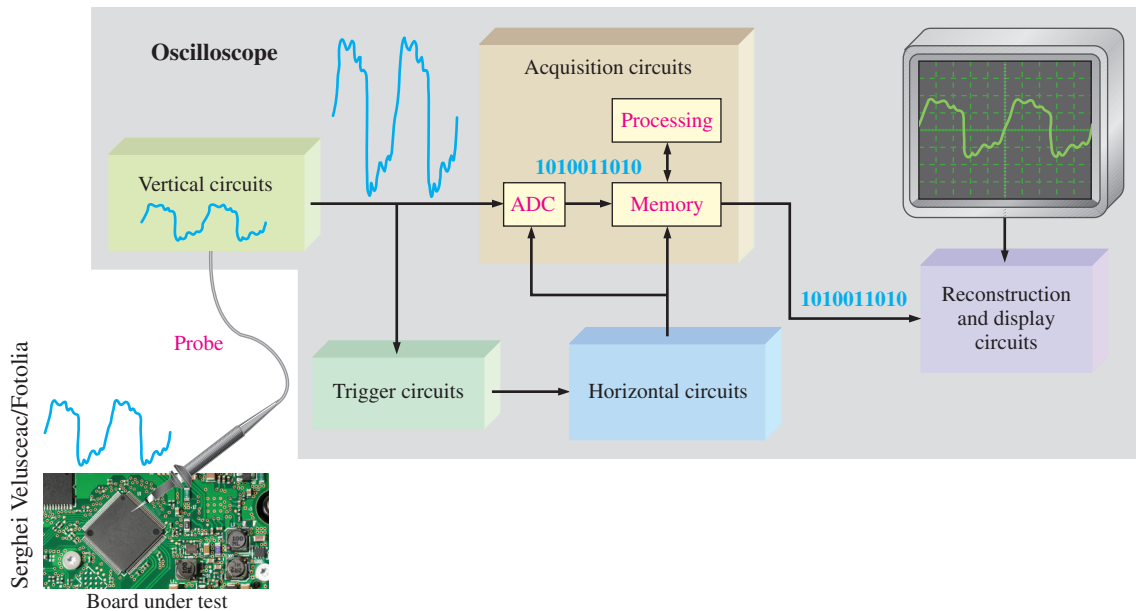 Oscilloscope
Acquisition circuits
Processing
1010011010
Vertical circuits
ADC
Memory
1010011010
Reconstruction
and display
circuits
Probe
Trigger circuits
Horizontal circuits
Serghei Velusceac/Fotolia
Board under test